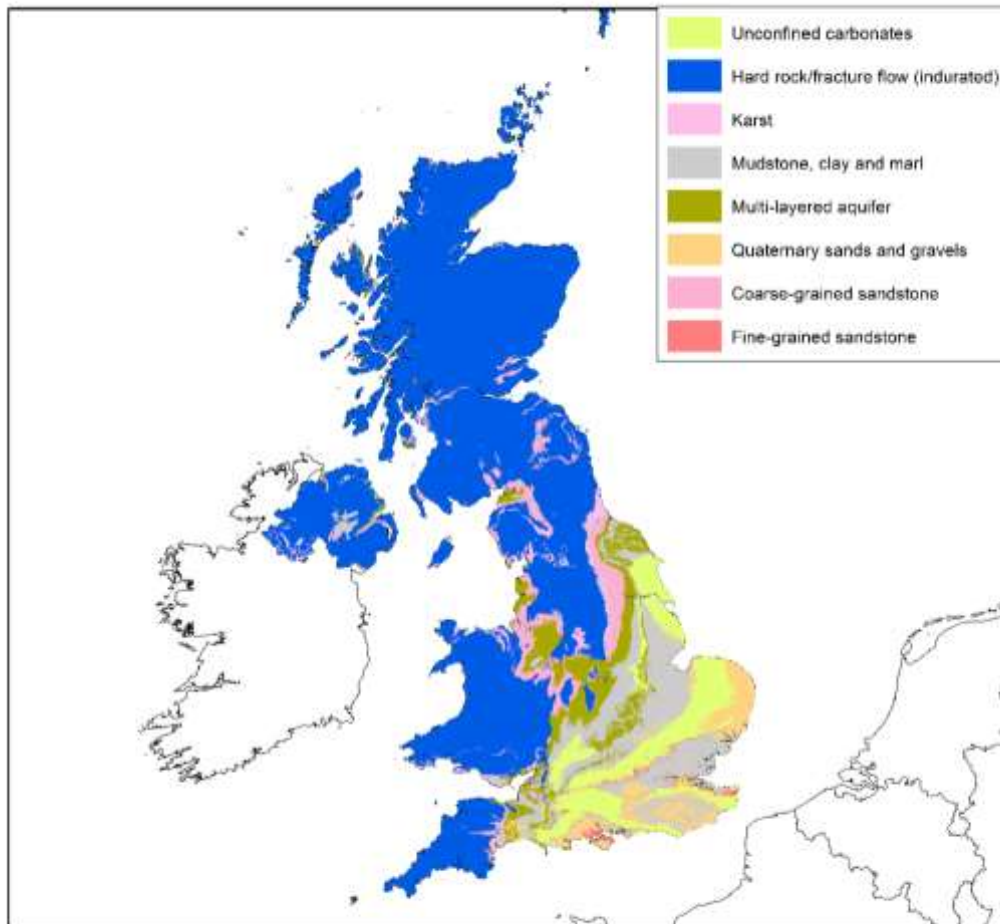 Unconfined carbonates
Hard rock/fracture flow (indurated)
Karst
Mudstone, clay and marl
Multi-layered aquifer
Quaternary sands and gravels
Coarse-grained sandstone
Fine-grained sandstone